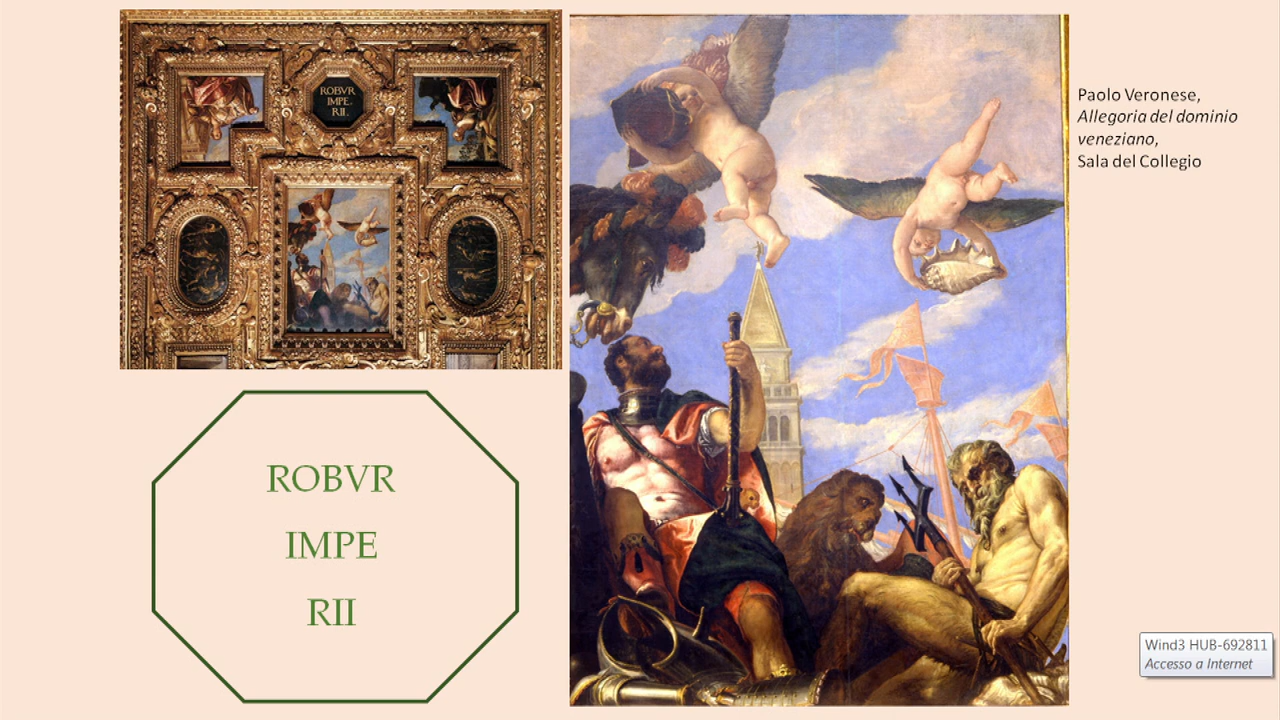 ROBVR
IMPE
RII.
ROBVR
IMPE
RII
Paolo Veronese,
Allegoria del dominio
veneziano,
Sala del Collegio
Wind3 HUB-692811
Accesso a Internet